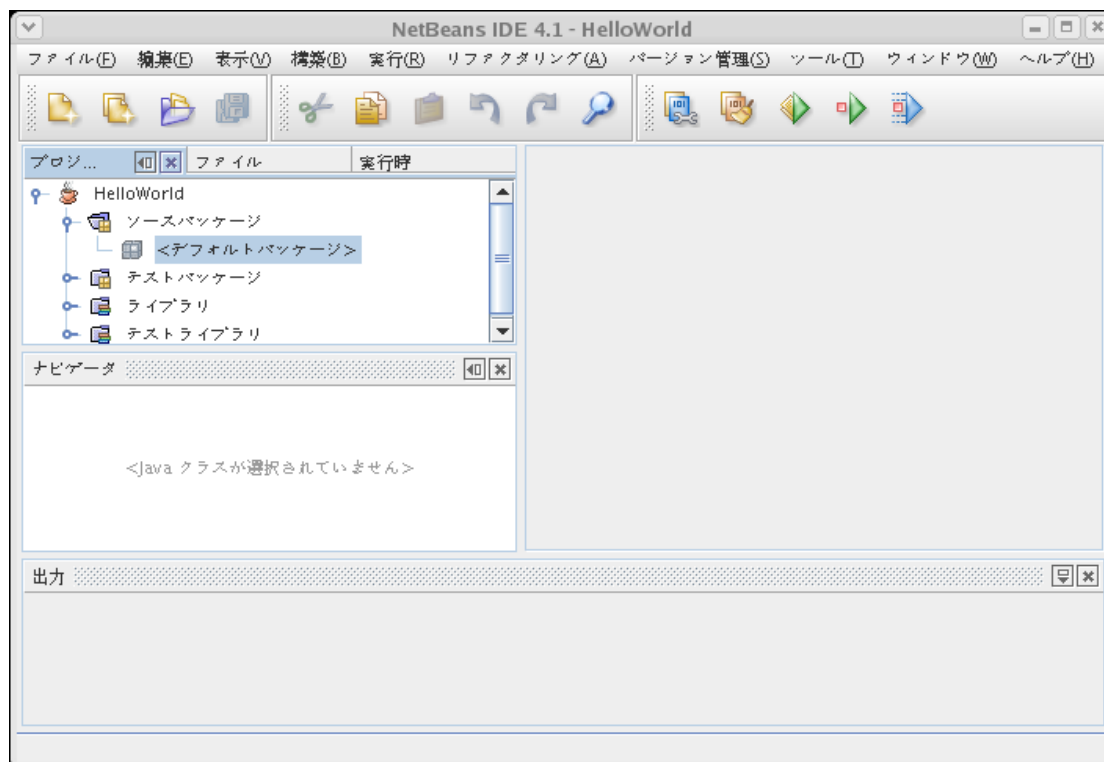 NetBeans IDE 4.1 - HelloWorld
ファイル(F) 編集(E) 表示(V) 構築(B) 実行(R) リファクタリング(A) バージョン管理(S) ツール(T) ウィンドウ(W) ヘルプ(H)
プロジ... ファイル 実行時
HelloWorld
ソースパッケージ
<デフォルトパッケージ>
テストパッケージ
ライブラリ
テストライブラリ
ナビゲータ
<Java クラスが選択されていません>
出力